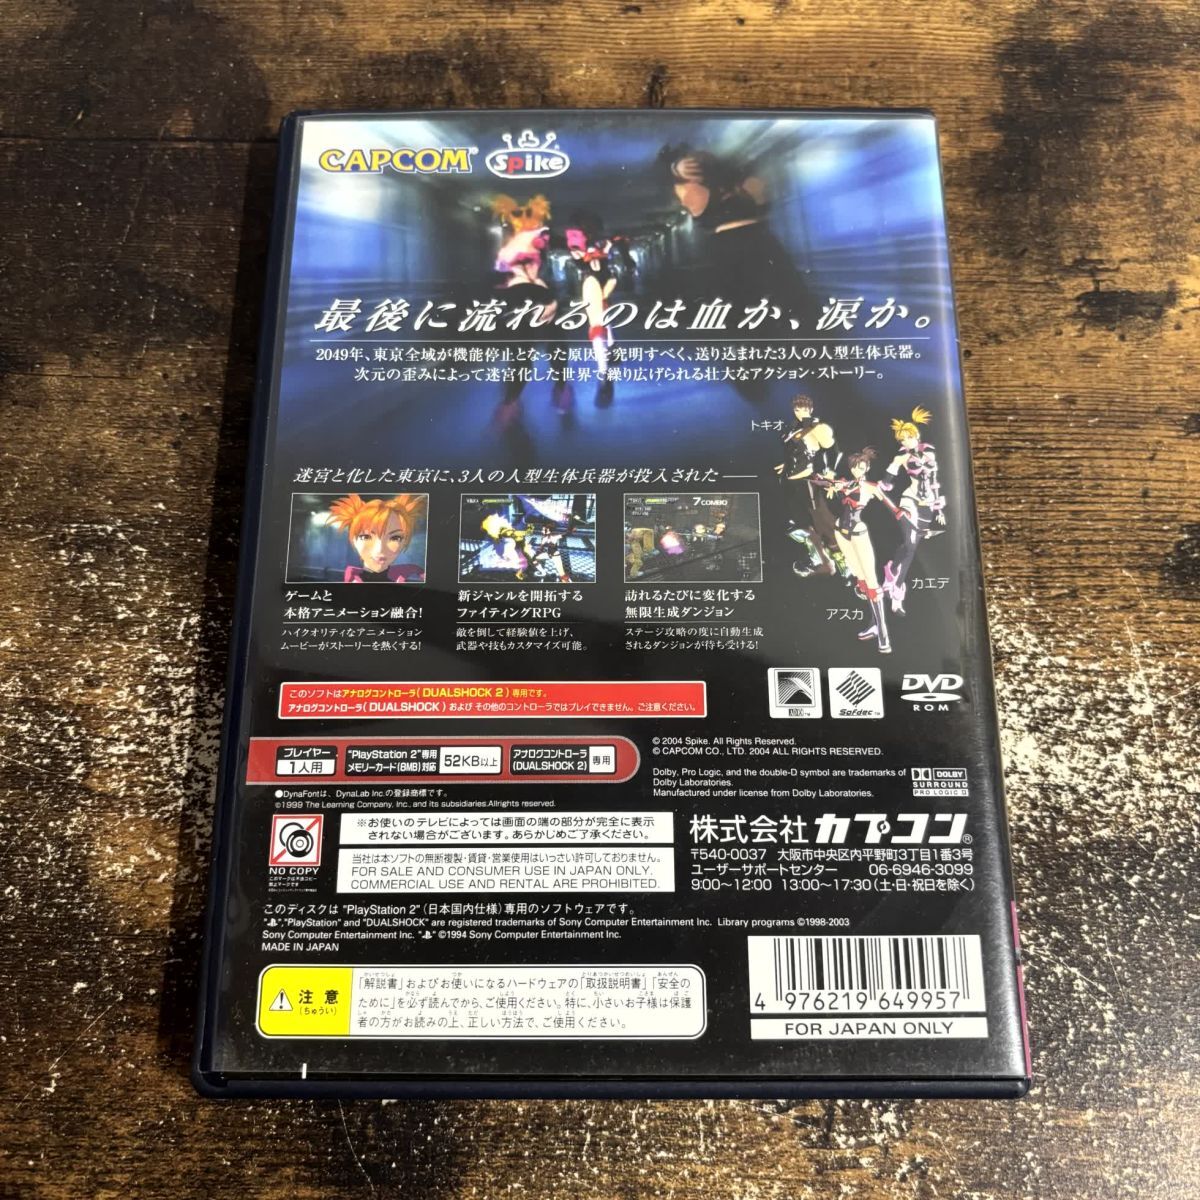 CAPCOM®
Spike®
最後に流れるのは血か、涙か。
2049年、東京全域が機能停止となった原因を究明すべく、送り込まれた3人の人型生体兵器。
次元の歪みによって迷宮化した世界で繰り広げられる壮大なアクション・ストーリー。
トキオ
カエデ
アスカ
迷宮と化した東京に、3人の人型生体兵器が投入された
7COMBO
ゲームと
本格アニメーション融合!
ハイクオリティなアニメーション
ムービーがストーリーを熱くする!
新ジャンルを開拓する
ファイティングRPG
敵を倒して経験値を上げ、
武器や技もカスタマイズ可能。
訪れるたびに変化する
無限生成ダンジョン
ステージ攻略の度に自動生成
されるダンジョンが待ち受ける!
このソフトはアナログコントローラ(DUALSHOCK 2)専用です。
アナログコントローラ(DUALSHOCK)および その他のコントローラではプレイできません。ご注意ください。
ADX™
Sofdec™
DVD
ROM
プレイヤー
1人用
"PlayStation 2"専用
メモリーカード(8MB)対応
52KB以上
アナログコントローラ
(DUALSHOCK 2)
専用
© 2004 Spike. All Rights Reserved.
© CAPCOM CO., LTD. 2004 ALL RIGHTS RESERVED.
Dolby, Pro Logic, and the double-D symbol are trademarks of
Dolby Laboratories.
Manufactured under license from Dolby Laboratories.
DOLBY
SURROUND
PRO LOGIC II
●DynaFontは、DynaLab Inc.の登録商標です。
©1999 The Learning Company, Inc., and its subsidiaries.Allrights reserved.
NO COPY
※お使いのテレビによっては画面の端の部分が完全に表示
されない場合がございます。あらかじめご了承ください。
当社は本ソフトの無断複製・賃貸・営業使用はいっさい許可しておりません。
FOR SALE AND CONSUMER USE IN JAPAN ONLY.
COMMERCIAL USE AND RENTAL ARE PROHIBITED.
株式会社カプコン®
〒540-0037 大阪市中央区内平野町3丁目1番3号
ユーザーサポートセンター 06-6946-3099
9:00〜12:00 13:00〜17:30(土・日・祝日を除く)
このディスクは "PlayStation 2"(日本国内仕様)専用のソフトウェアです。
" ","PlayStation" and "DUALSHOCK" are registered trademarks of Sony Computer Entertainment Inc. Library programs ©1998-2003
Sony Computer Entertainment Inc. " " ©1994 Sony Computer Entertainment Inc.
MADE IN JAPAN
注意
(ちゅうい)
「解説書」およびお使いになるハードウェアの「取扱説明書」「安全の
ために」を必ず読んでから、ご使用ください。特に、小さいお子様は保護
者の方がお読みの上、正しい方法で、ご使用ください。
4 976219 649957
FOR JAPAN ONLY